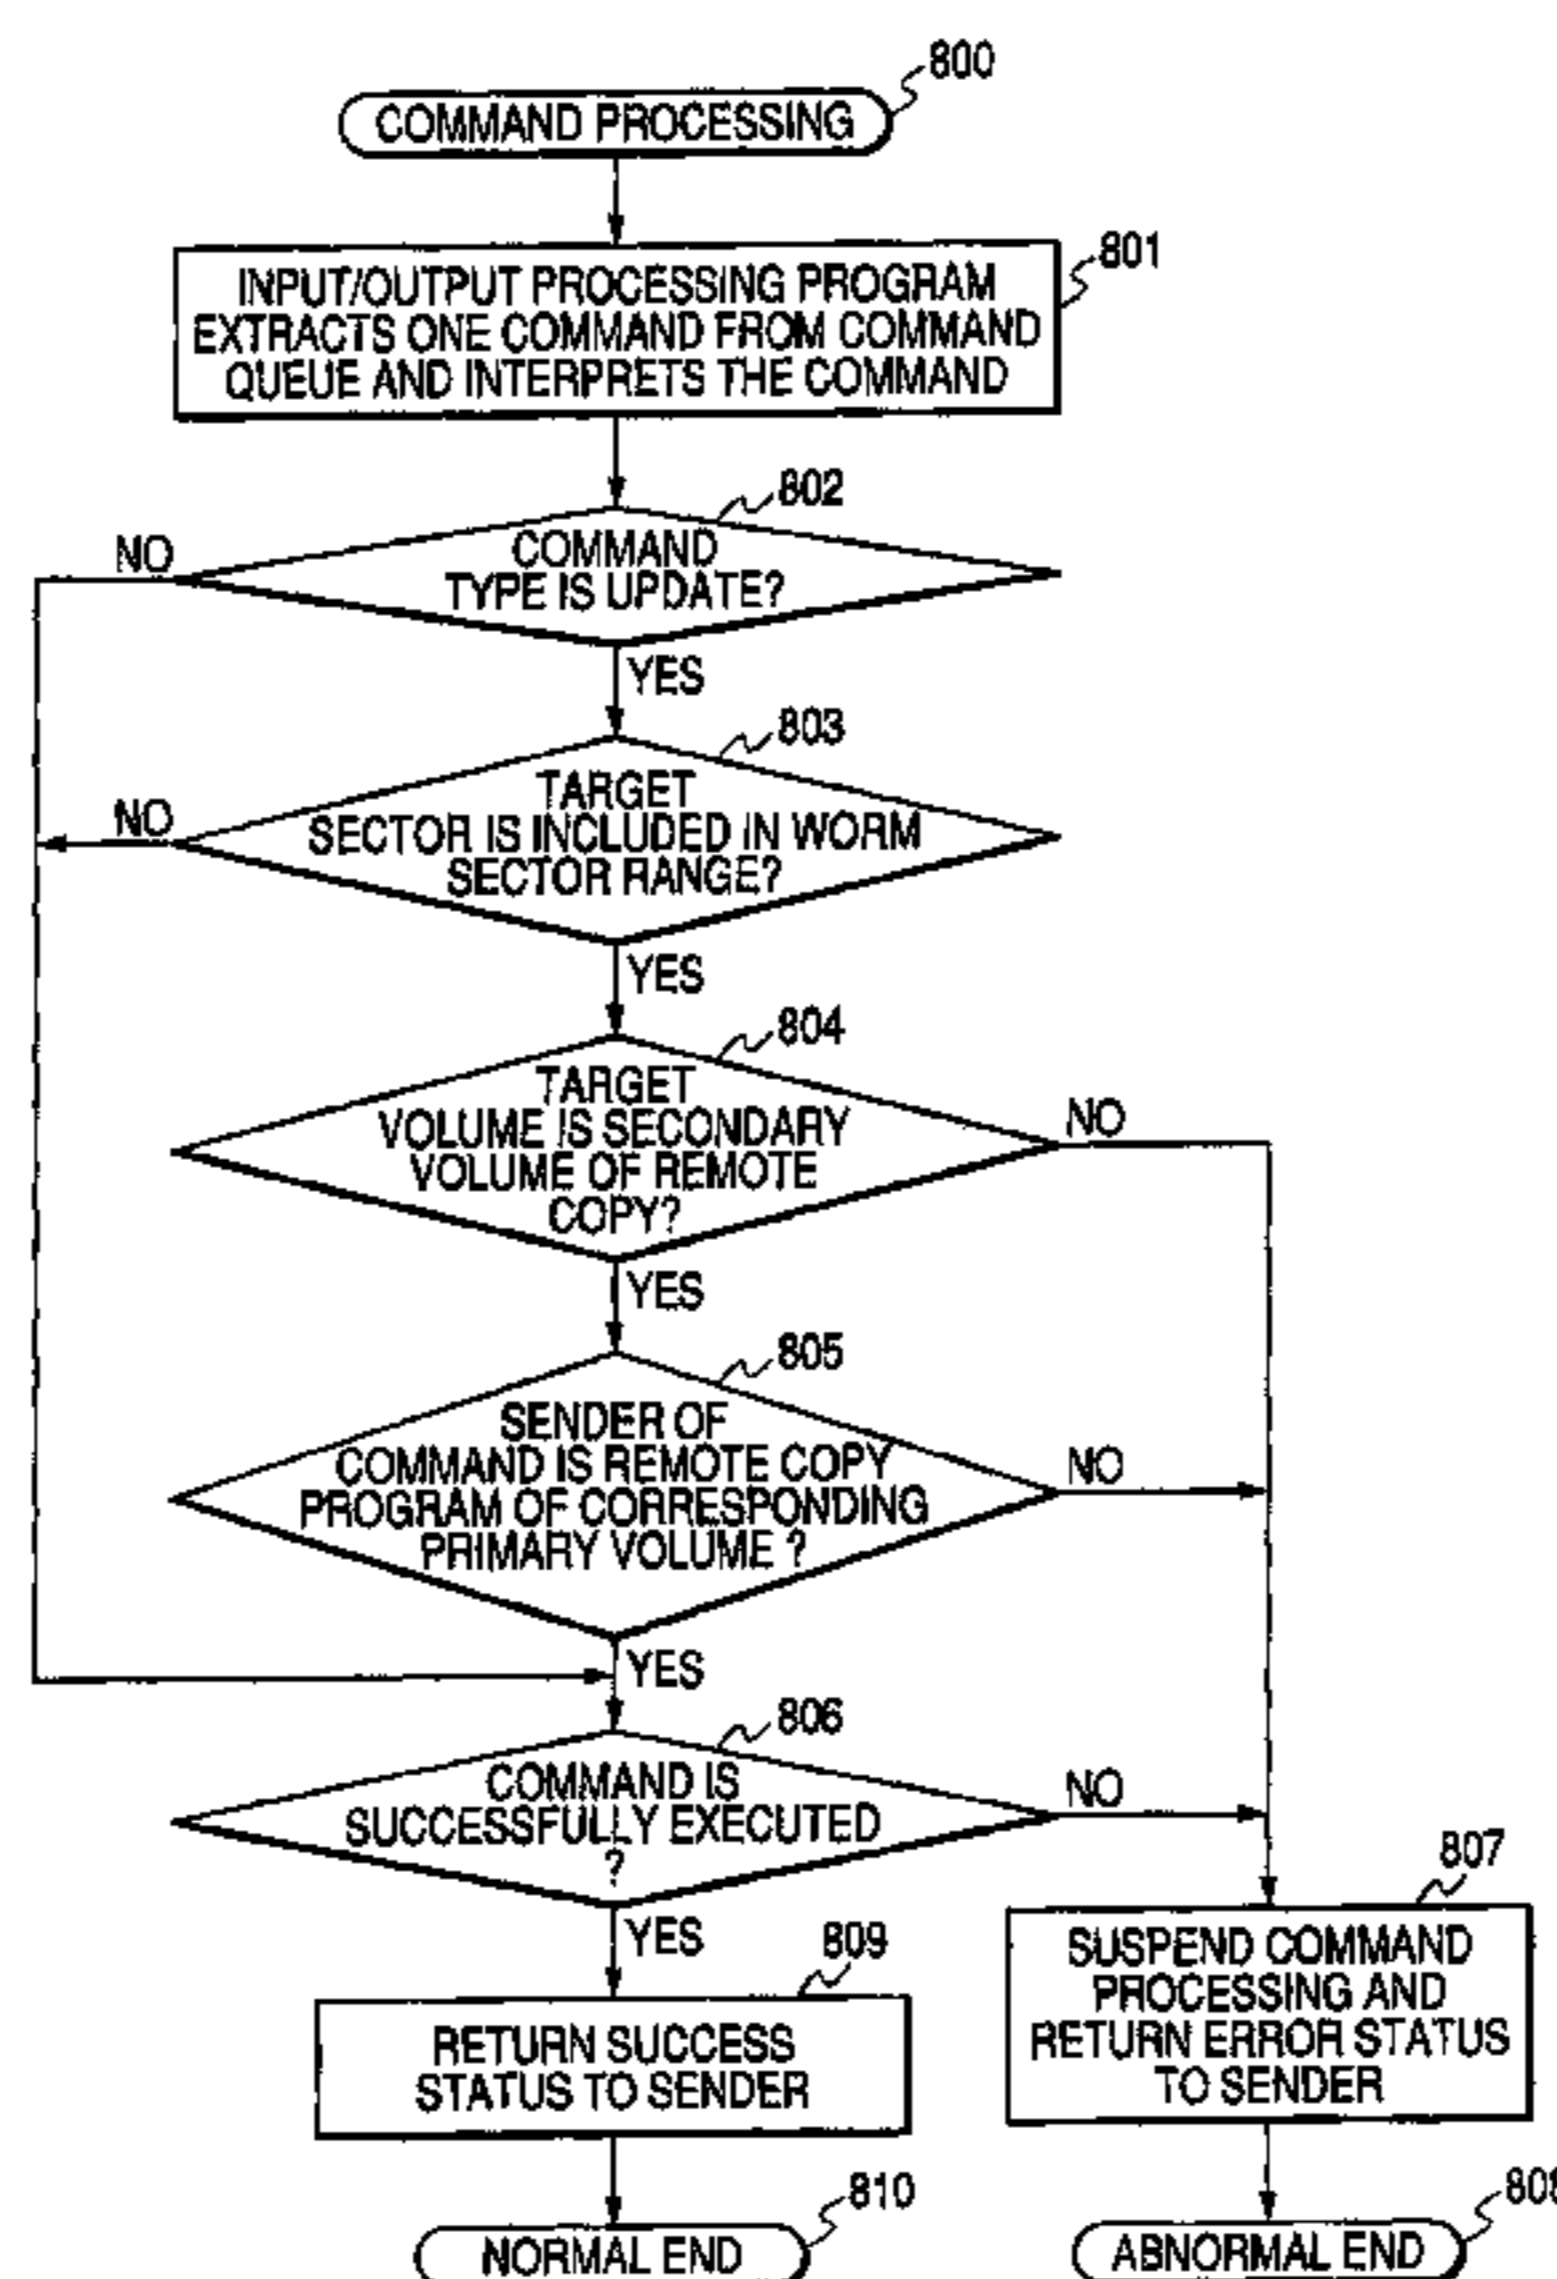 800
COMMAND PROCESSING
801
INPUT/OUTPUT PROCESSING PROGRAM
EXTRACTS ONE COMMAND FROM COMMAND
QUEUE AND INTERPRETS THE COMMAND
802
NO
COMMAND
TYPE IS UPDATE?
YES
803
NO
TARGET
SECTOR IS INCLUDED IN WORM
SECTOR RANGE?
YES
804
TARGET
VOLUME IS SECONDARY
VOLUME OF REMOTE
COPY?
NO
YES
805
SENDER OF
COMMAND IS REMOTE COPY
PROGRAM OF CORRESPONDING
PRIMARY VOLUME ?
NO
YES
806
COMMAND IS
SUCCESSFULLY EXECUTED
?
NO
YES
807
SUSPEND COMMAND
PROCESSING AND
RETURN ERROR STATUS
TO SENDER
809
RETURN SUCCESS
STATUS TO SENDER
810
NORMAL END
808
ABNORMAL END